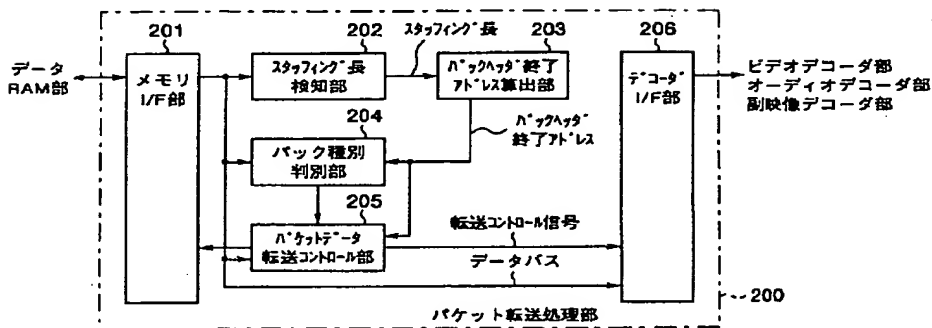 201
202
スタッフィング長
203
206
データ
RAM部
メモリ
I/F部
スタッフィング長
検知部
パックヘッダ終了
アドレス算出部
デコーダ
I/F部
ビデオデコーダ部
オーディオデコーダ部
副映像デコーダ部
204
パックヘッダ
終了アドレス
パック種別
判別部
205
パケットデータ
転送コントロール部
転送コントロール信号
データバス
200
パケット転送処理部